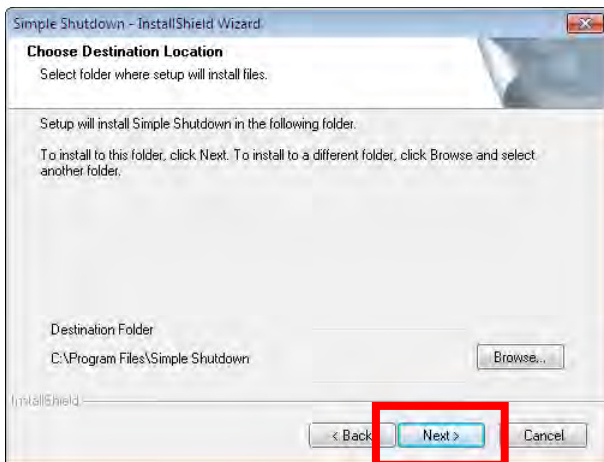 Simple Shutdown - InstallShield Wizard
Choose Destination Location
Select folder where setup will install files.
Setup will install Simple Shutdown in the following folder.
To install to this folder, click Next. To install to a different folder, click Browse and select
another folder.
Destination Folder
C:\Program Files\Simple Shutdown
Browse...
InstallShield
< Back
Next >
Cancel